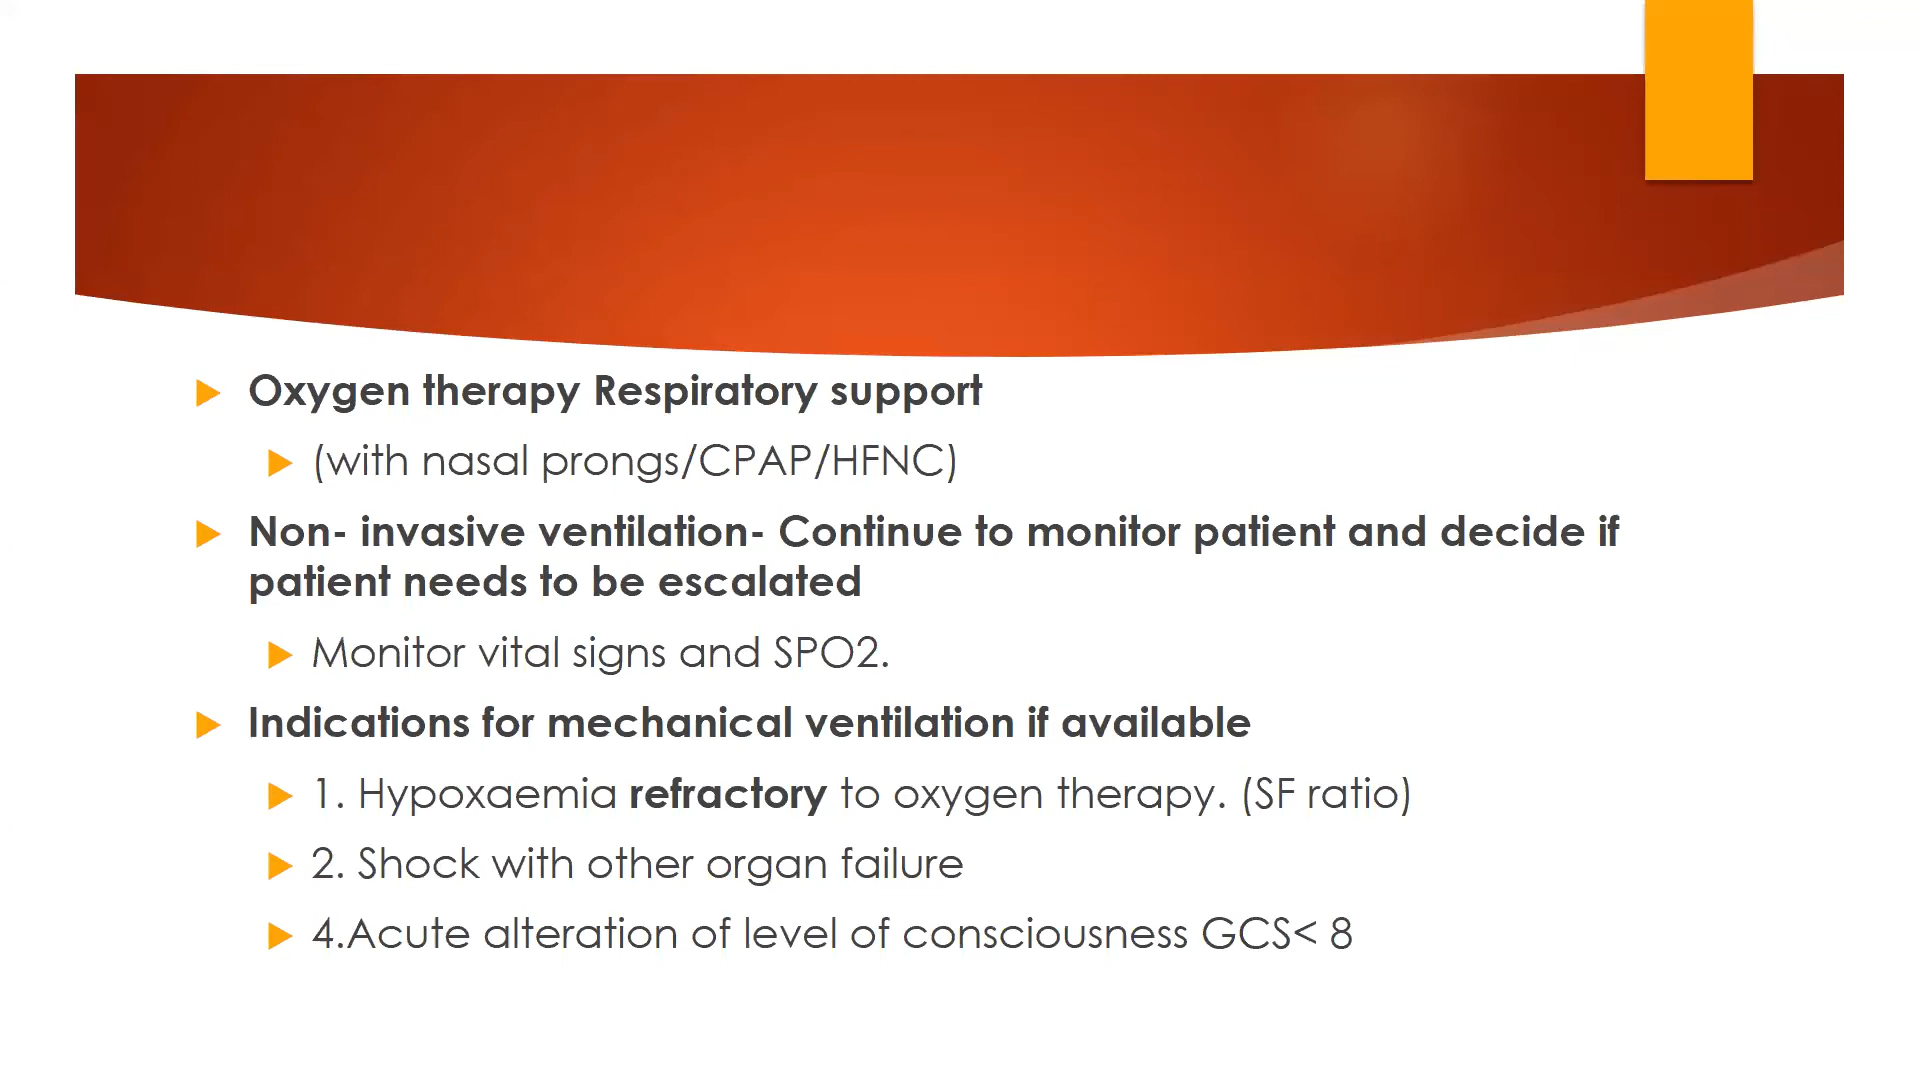 Oxygen therapy Respiratory support
(with nasal prongs/CPAP/HFNC)
Non- invasive ventilation- Continue to monitor patient and decide if
patient needs to be escalated
Monitor vital signs and SPO2.
Indications for mechanical ventilation if available
1. Hypoxaemia refractory to oxygen therapy. (SF ratio)
2. Shock with other organ failure
4.Acute alteration of level of consciousness GCS< 8